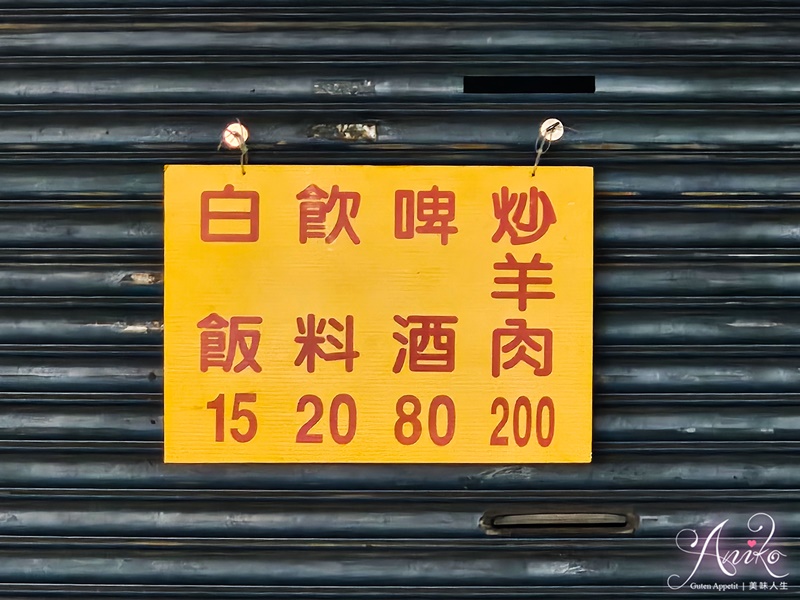 炒羊肉 200
啤酒 80
飲料 20
白飯 15
Aniko
Guten Appetit | 美味人生